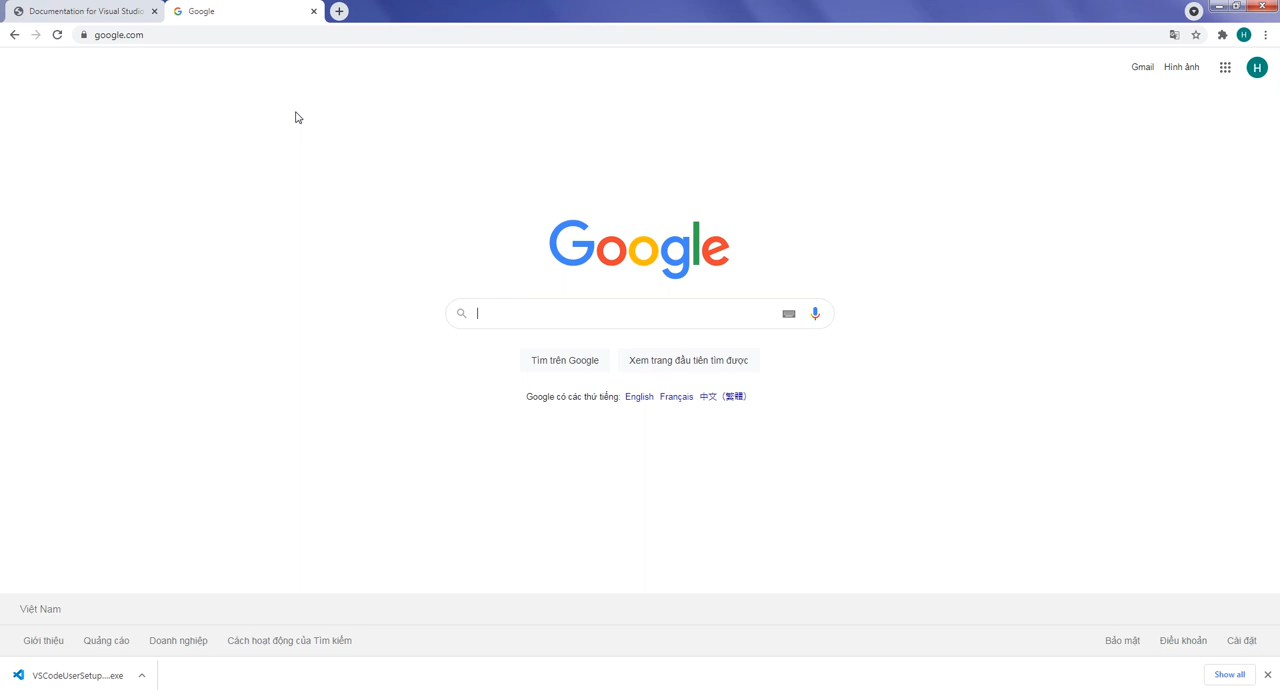 Documentation for Visual Studio
Google
google.com
H
Gmail Hình ảnh
H
Google
Tìm trên Google Xem trang đầu tiên tìm được
Google có các thứ tiếng: English Français 中文（繁體）
Việt Nam
Giới thiệu Quảng cáo Doanh nghiệp Cách hoạt động của Tìm kiếm Bảo mật Điều khoản Cài đặt
VSCodeUserSetup....exe Show all